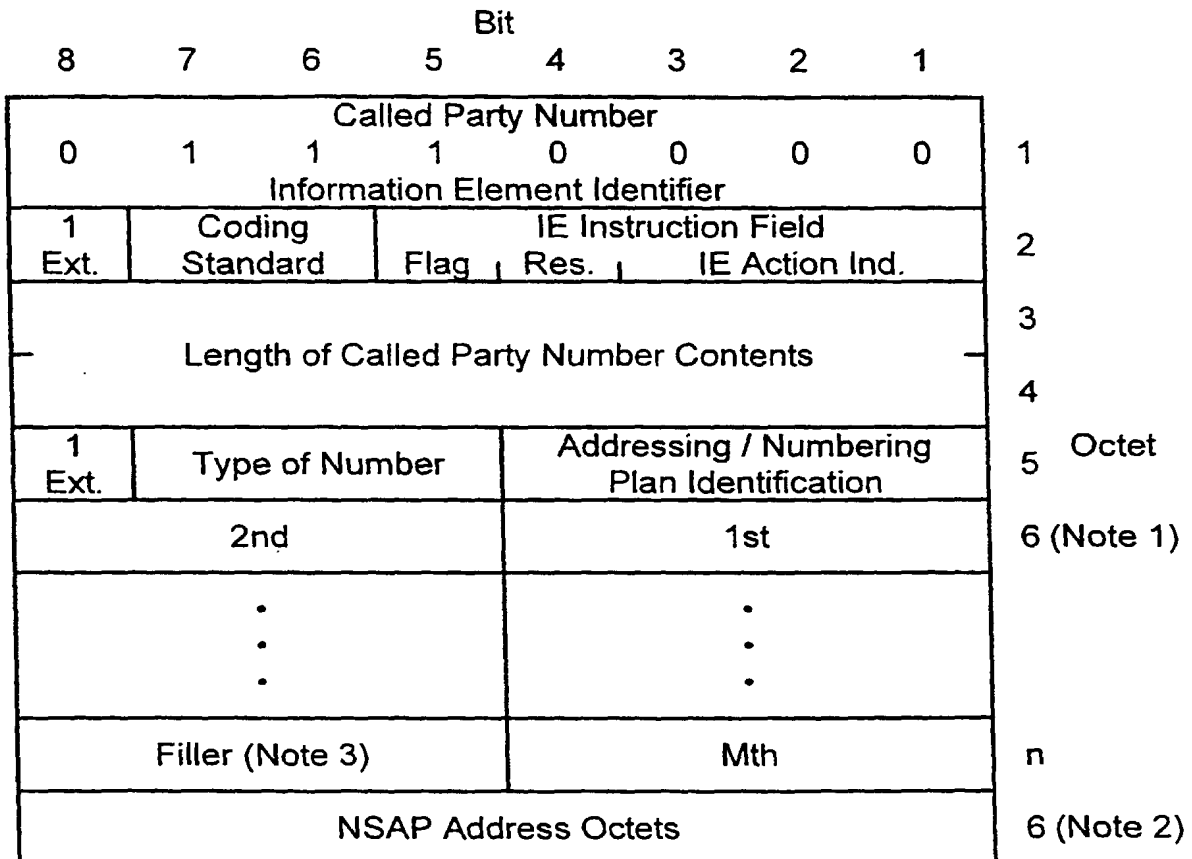 Bit
8 7 6 5 4 3 2 1
Called Party Number
0 1 1 1 0 0 0 0 1
Information Element Identifier
1 Coding IE Instruction Field
Ext. Standard Flag Res. IE Action Ind. 2
3
Length of Called Party Number Contents
4
1 Type of Number Addressing / Numbering 5 Octet
Ext. Plan Identification
2nd 1st 6 (Note 1)
Filler (Note 3) Mth n
NSAP Address Octets 6 (Note 2)